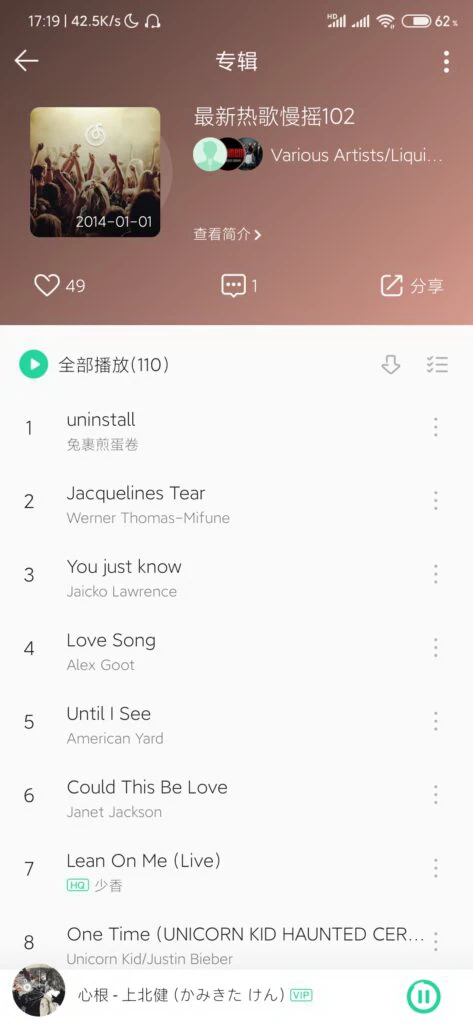 17:19 | 42.5K/s HD 62%
专辑
最新热歌慢摇102
Various Artists/Liqui...
2014-01-01
查看简介
49 1 分享
全部播放(110)
1 uninstall
兔裹煎蛋卷
2 Jacquelines Tear
Werner Thomas-Mifune
3 You just know
Jaicko Lawrence
4 Love Song
Alex Goot
5 Until I See
American Yard
6 Could This Be Love
Janet Jackson
7 Lean On Me (Live)
HQ 少香
8 One Time (UNICORN KID HAUNTED CER...
Unicorn Kid/Justin Bieber
心根 - 上北健 (かみきた けん) VIP